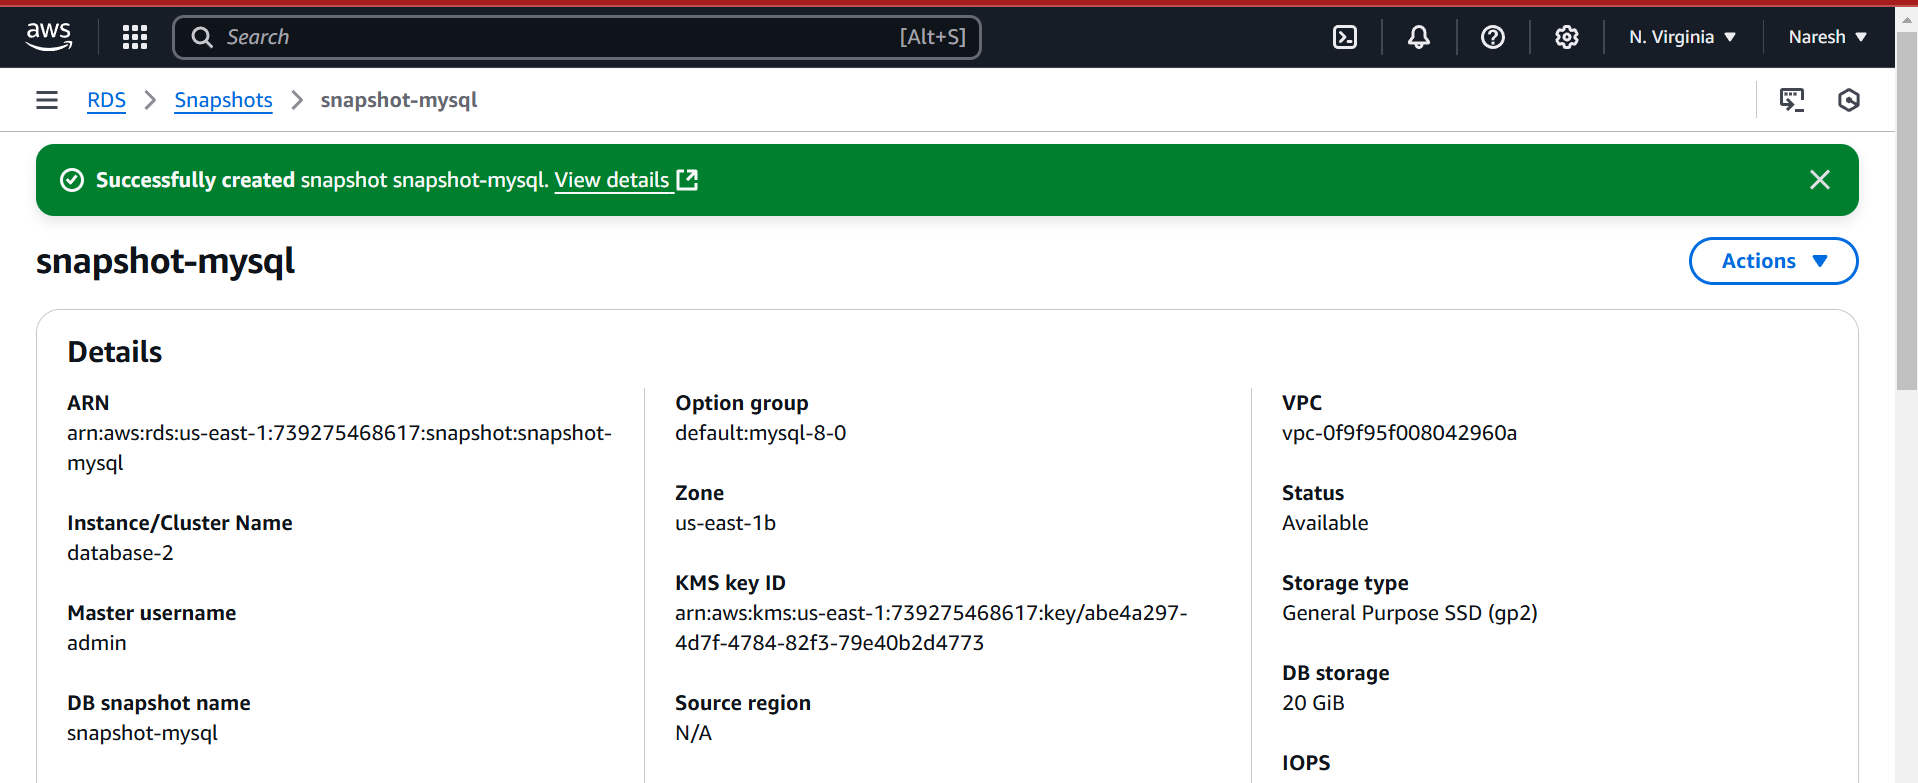 aws
Search [Alt+S]
N. Virginia
Naresh
RDS
Snapshots
snapshot-mysql
Successfully created snapshot snapshot-mysql. View details
snapshot-mysql
Actions
Details
ARN
arn:aws:rds:us-east-1:739275468617:snapshot:snapshot-
mysql
Instance/Cluster Name
database-2
Master username
admin
DB snapshot name
snapshot-mysql
Option group
default:mysql-8-0
Zone
us-east-1b
KMS key ID
arn:aws:kms:us-east-1:739275468617:key/abe4a297-
4d7f-4784-82f3-79e40b2d4773
Source region
N/A
VPC
vpc-0f9f95f008042960a
Status
Available
Storage type
General Purpose SSD (gp2)
DB storage
20 GiB
IOPS